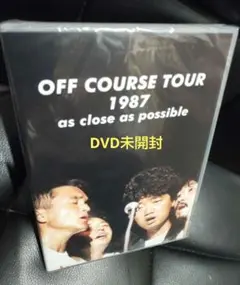 OFF COURSE TOUR
1987
as close as possible
DVD未開封